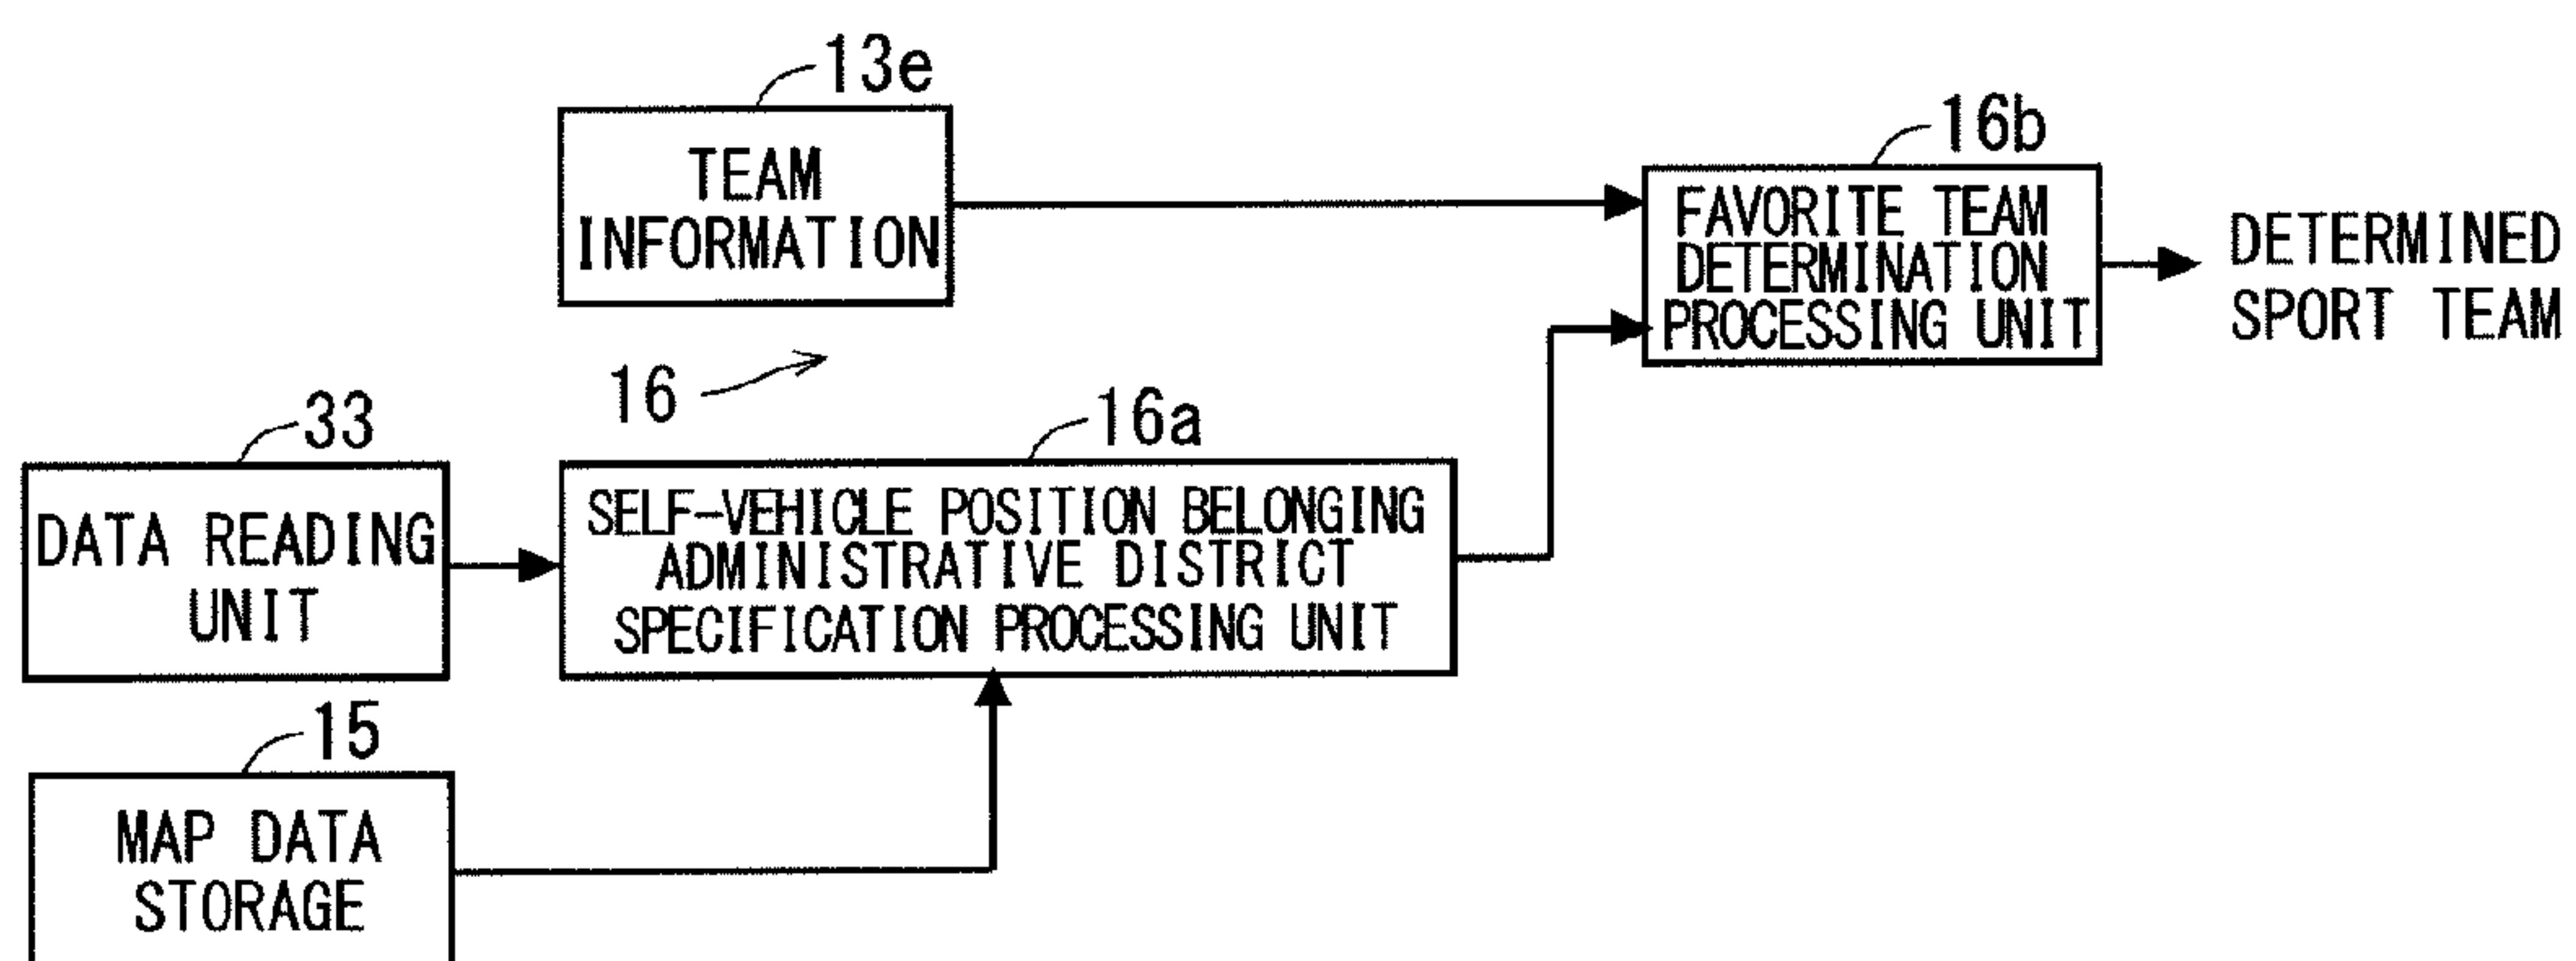 13e
TEAM
INFORMATION
16b
FAVORITE TEAM
DETERMINATION
PROCESSING UNIT
DETERMINED
SPORT TEAM
16
33
DATA READING
UNIT
16a
SELF-VEHICLE POSITION BELONGING
ADMINISTRATIVE DISTRICT
SPECIFICATION PROCESSING UNIT
15
MAP DATA
STORAGE